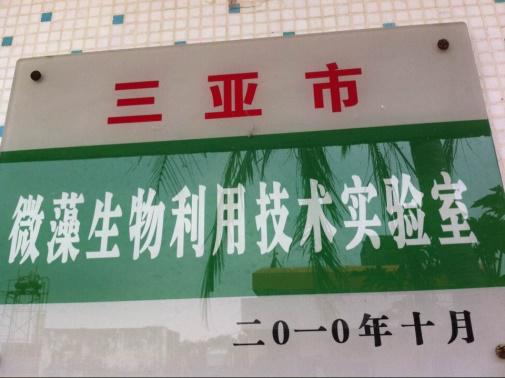 三亚市
微藻生物利用技术实验室
二0一0年十月